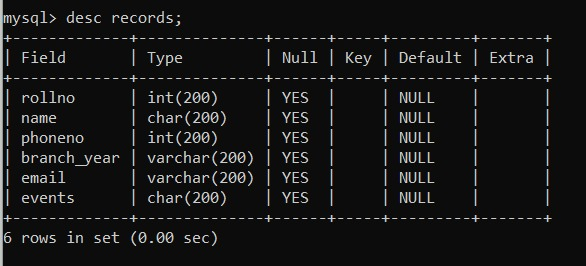 mysql> desc records;
+-------------+--------------+------+-----+---------+-------+
| Field       | Type         | Null | Key | Default | Extra |
+-------------+--------------+------+-----+---------+-------+
| rollno      | int(200)     | YES  |     | NULL    |       |
| name        | char(200)    | YES  |     | NULL    |       |
| phoneno     | int(200)     | YES  |     | NULL    |       |
| branch_year | varchar(200) | YES  |     | NULL    |       |
| email       | varchar(200) | YES  |     | NULL    |       |
| events      | char(200)    | YES  |     | NULL    |       |
+-------------+--------------+------+-----+---------+-------+
6 rows in set (0.00 sec)